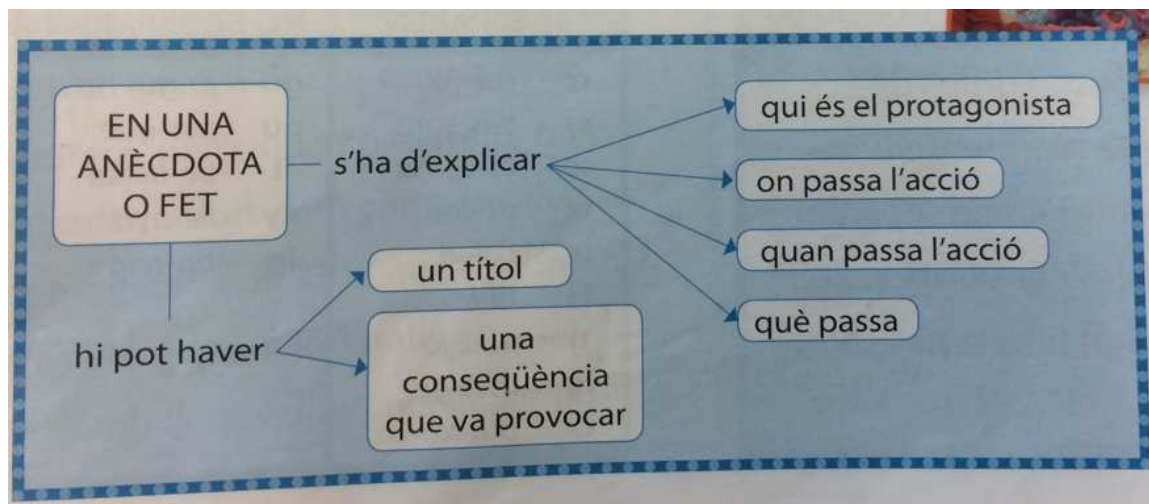 EN UNA
ANÈCDOTA
O FET
s'ha d'explicar
qui és el protagonista
on passa l'acció
quan passa l'acció
què passa
hi pot haver
un títol
una
conseqüència
que va provocar